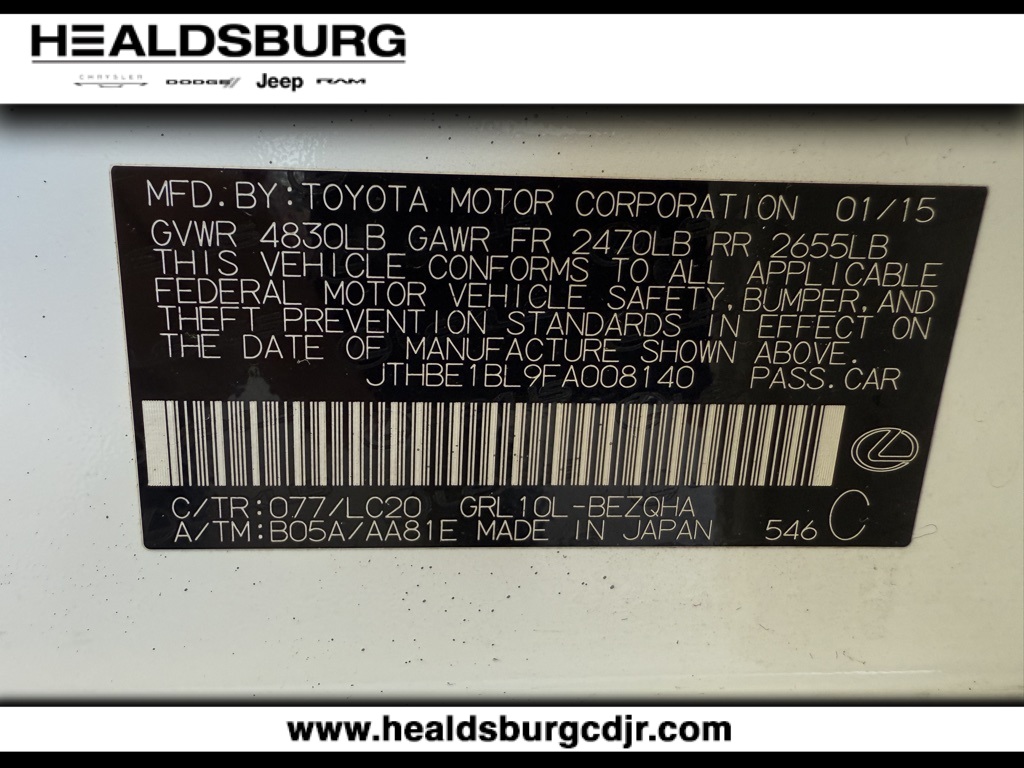 HEALDSBURG
CHRYSLER DODGE Jeep RAM
MFD. BY: TOYOTA MOTOR CORPORATION 01/15
GVWR 4830LB GAWR FR 2470LB RR 2655LB
THIS VEHICLE CONFORMS TO ALL APPLICABLE
FEDERAL MOTOR VEHICLE SAFETY, BUMPER, AND
THEFT PREVENTION STANDARDS IN EFFECT ON
THE DATE OF MANUFACTURE SHOWN ABOVE.
JTHBE1BL9FA008140 PASS. CAR
C/TR: 077/LC20 GRL10L-BEZQHA
A/TM: B05A/AA81E MADE IN JAPAN 546 C
www.healdsburgcdjr.com